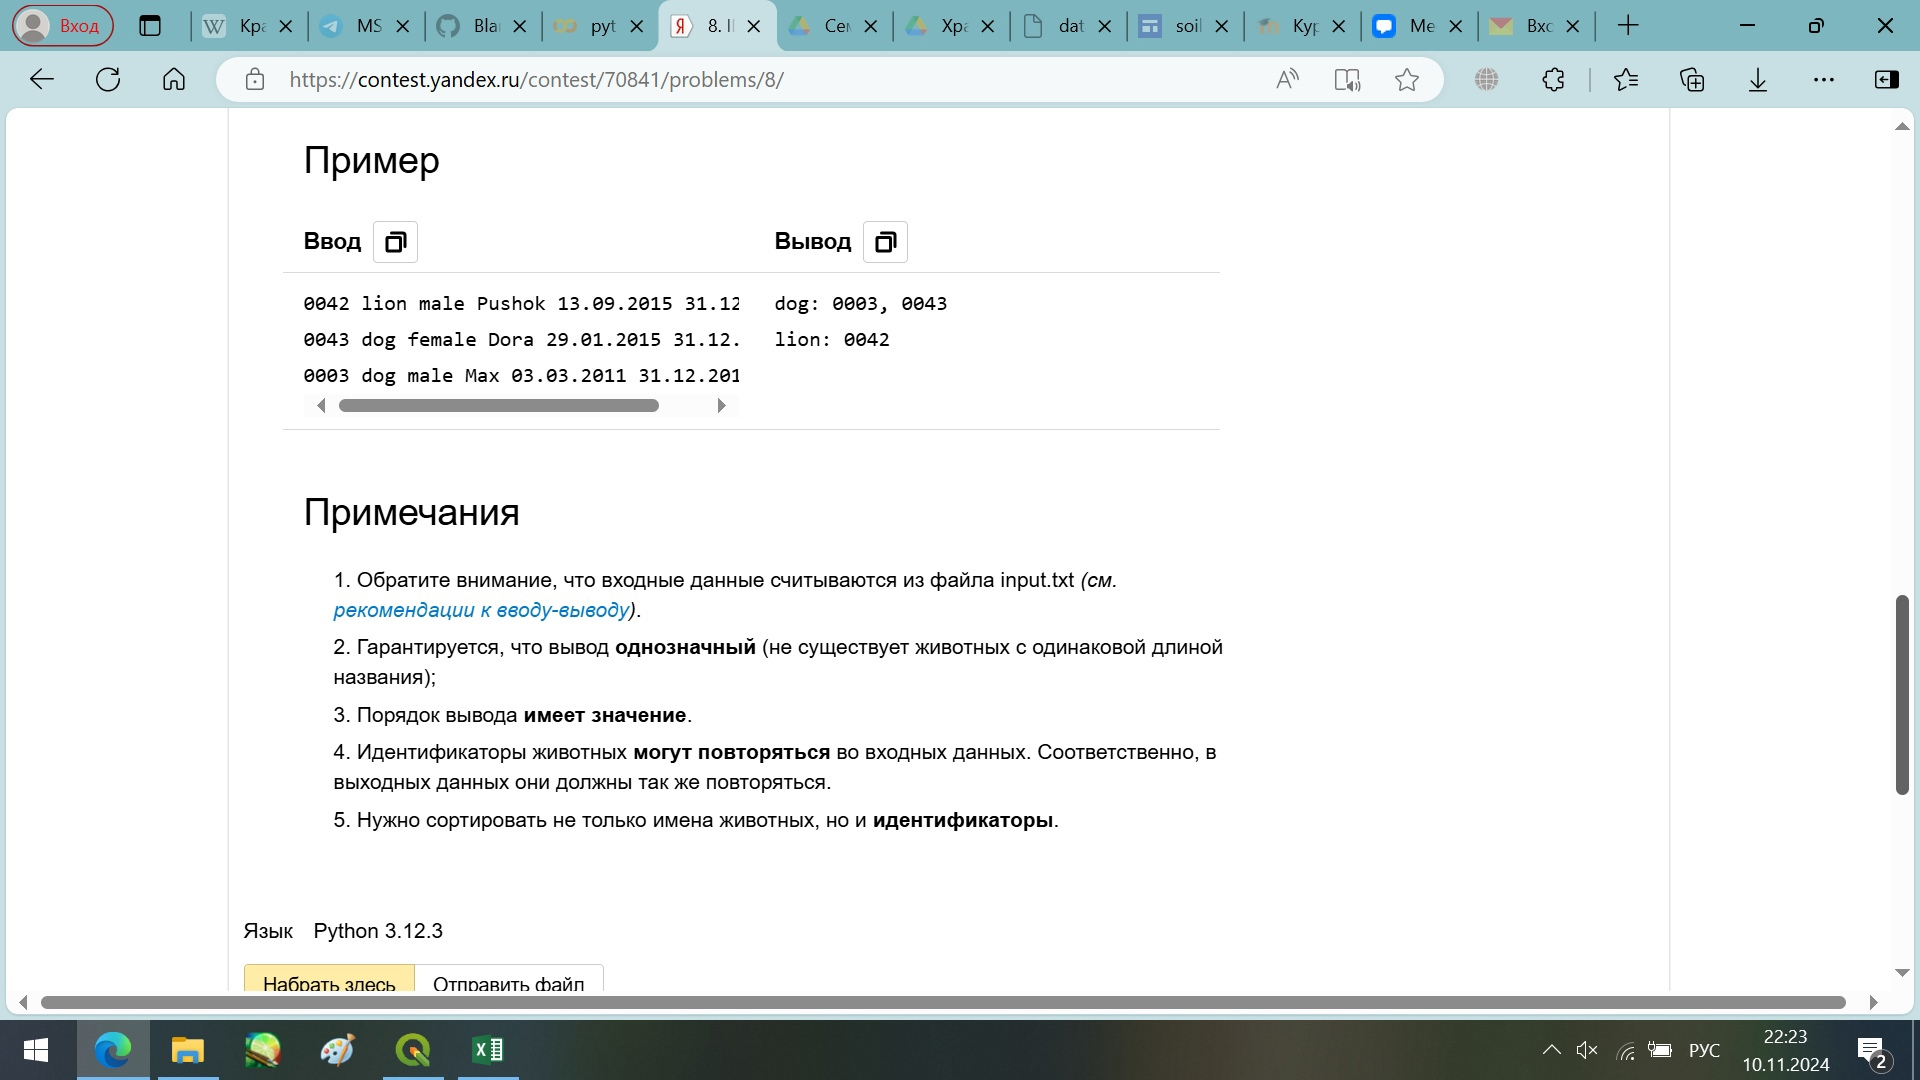 Вход
Кра
MS
Bla
pyt
8. I
Сем
Хра
dat
soil
Кур
Me
Вхс
https://contest.yandex.ru/contest/70841/problems/8/
Пример
Ввод
Вывод
0042 lion male Pushok 13.09.2015 31.12
0043 dog female Dora 29.01.2015 31.12.
0003 dog male Max 03.03.2011 31.12.201
dog: 0003, 0043
lion: 0042
Примечания
1. Обратите внимание, что входные данные считываются из файла input.txt (см.
рекомендации к вводу-выводу).
2. Гарантируется, что вывод однозначный (не существует животных с одинаковой длиной
названия);
3. Порядок вывода имеет значение.
4. Идентификаторы животных могут повторяться во входных данных. Соответственно, в
выходных данных они должны так же повторяться.
5. Нужно сортировать не только имена животных, но и идентификаторы.
Язык Python 3.12.3
Набрать здесь
Отправить файл
РУС
22:23
10.11.2024
2